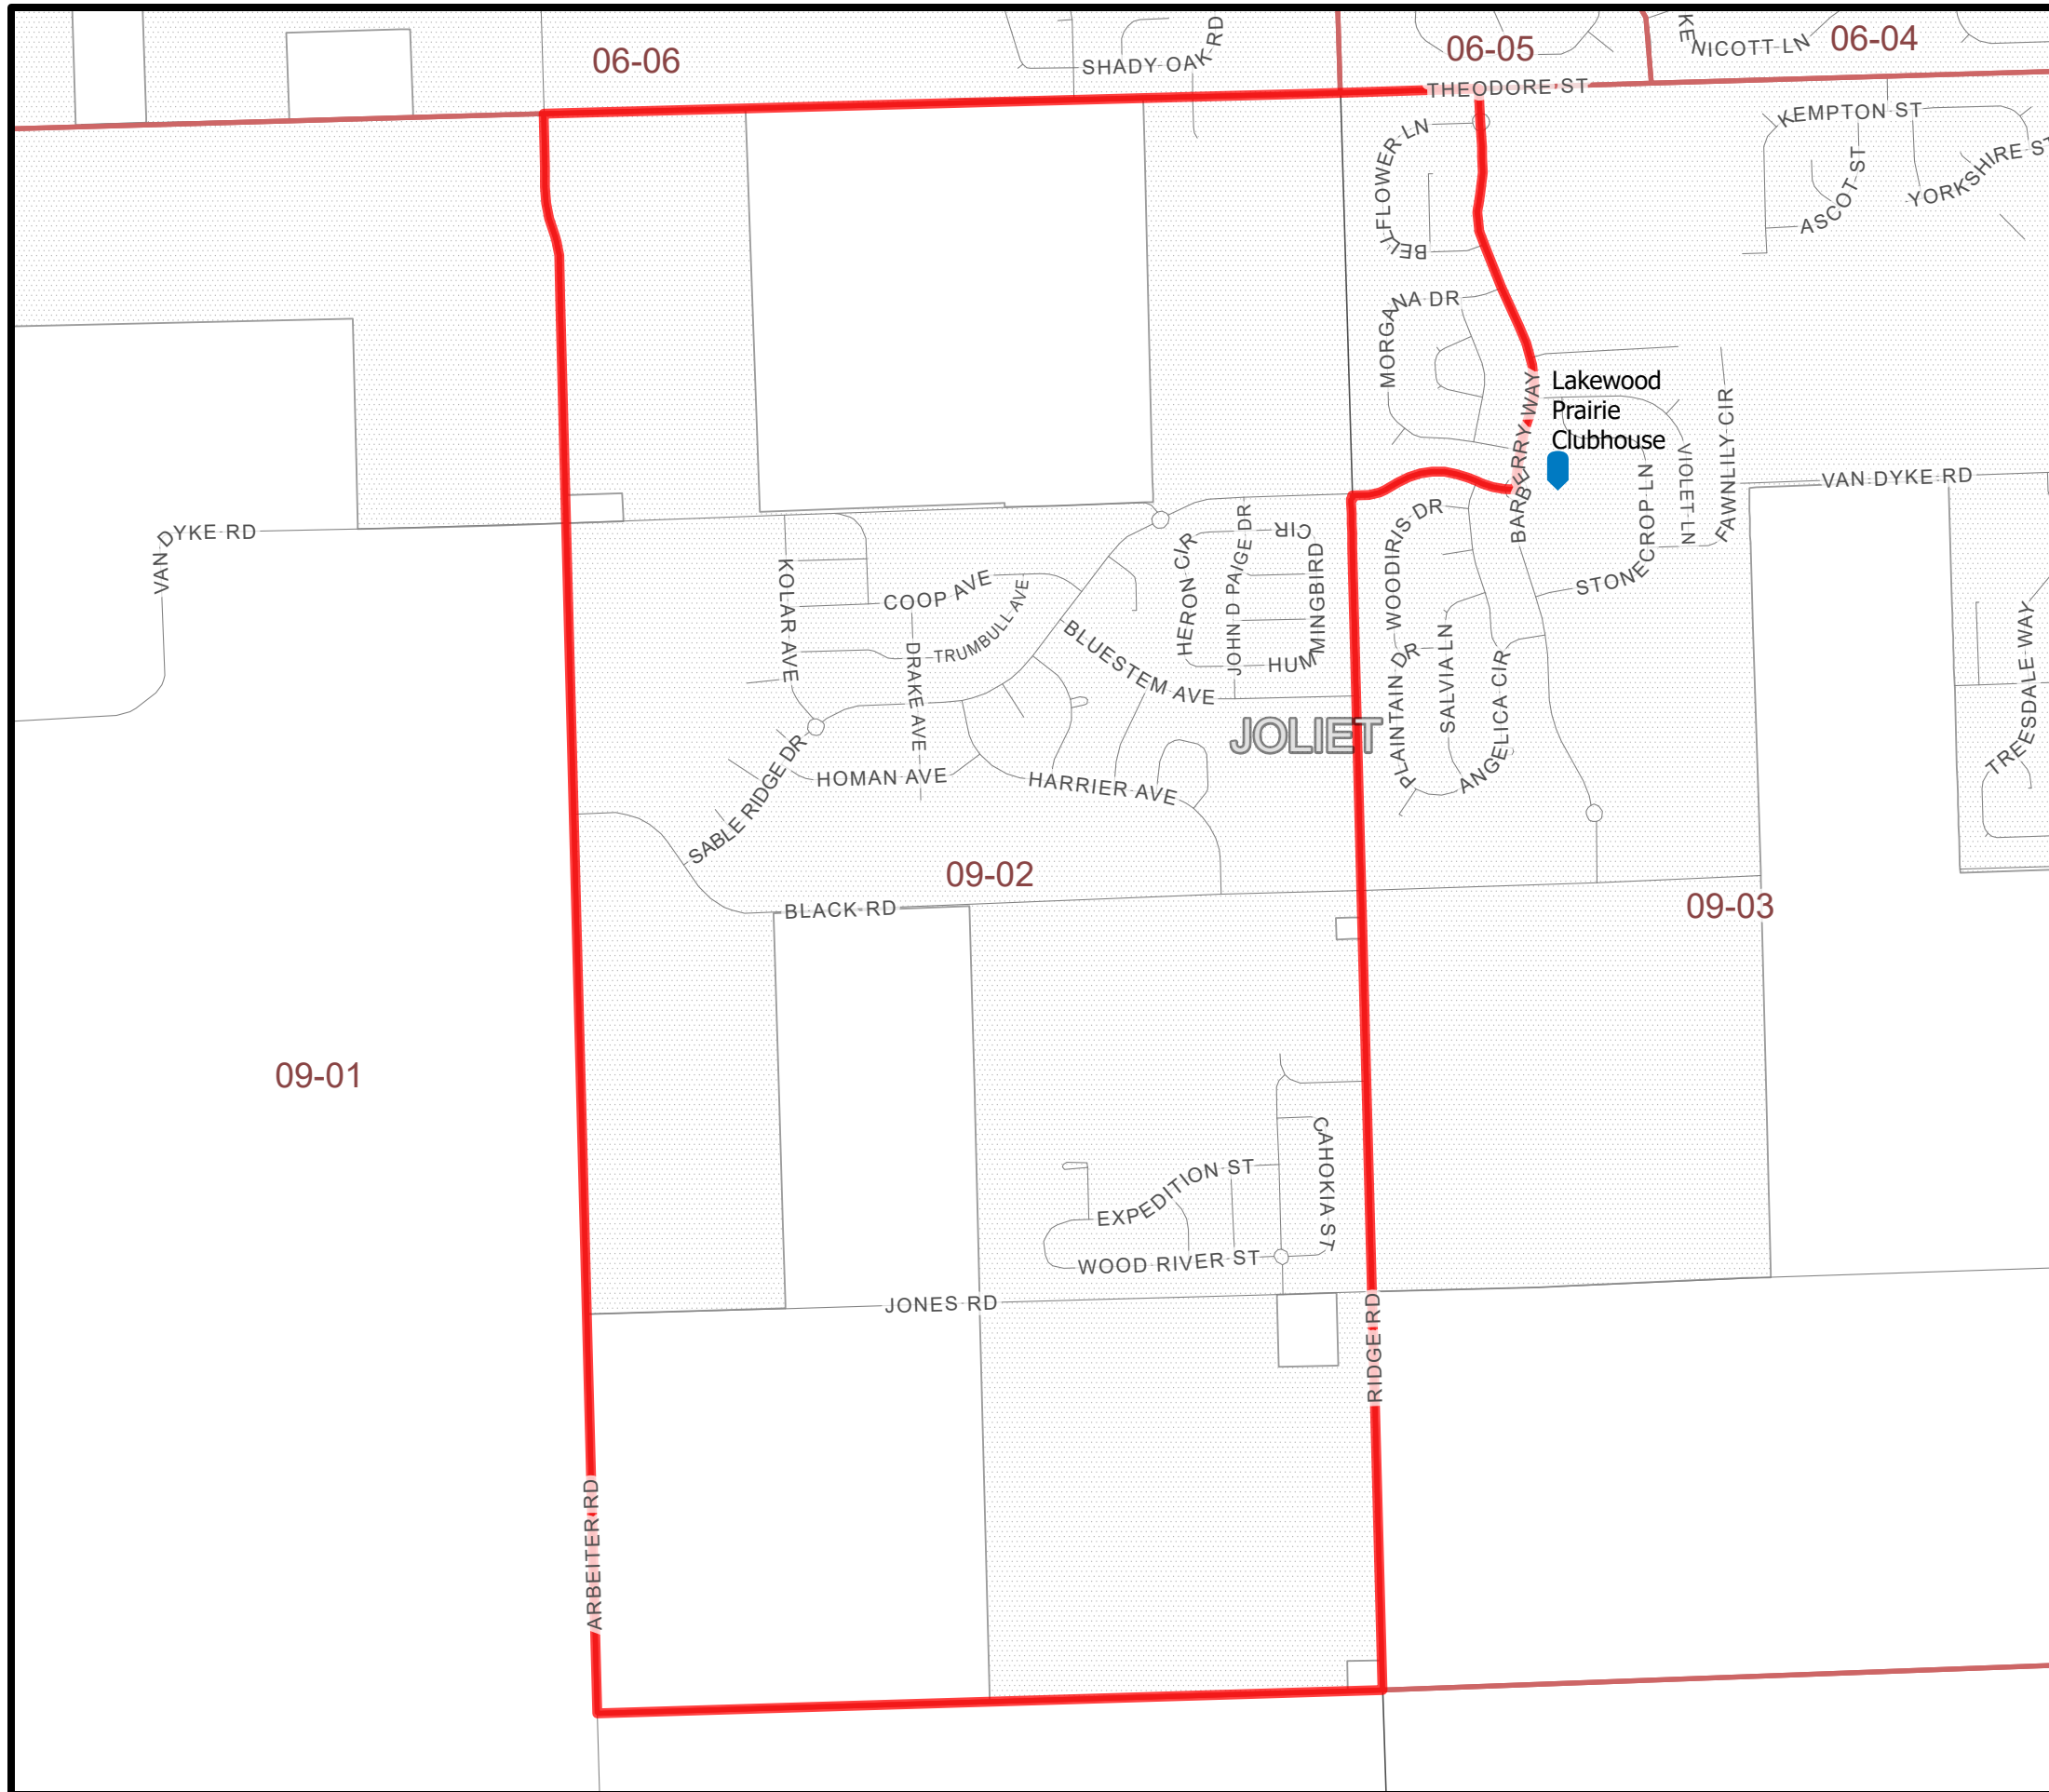 06-06
SHADY OAK RD
06-05
NICOTT LN
06-04
THEODORE ST
KEMPTON ST
BELLFLOWER LN
ASCOT ST
YORKSHIRE ST
MORGANA DR
BARBERRY WAY
Lakewood
Prairie
Clubhouse
VIOLET LN
FAWNLILY CIR
VAN DYKE RD
VAN DYKE RD
STONECROP LN
WOODIRIS DR
KOLAR AVE
COOP AVE
TRUMBULL AVE
DRAKE AVE
HERON CIR
JOHN D PAIGE DR
HUMMINGBIRD CIR
BLUESTEM AVE
PLAINTAIN DR
SALVIA LN
ANGELICA CIR
TREESDALE WAY
JOLIET
SABLE RIDGE DR
HOMAN AVE
HARRIER AVE
09-02
BLACK RD
09-03
09-01
CAHOKIA ST
EXPEDITION ST
WOOD RIVER ST
JONES RD
RIDGE RD
ARBEITER RD